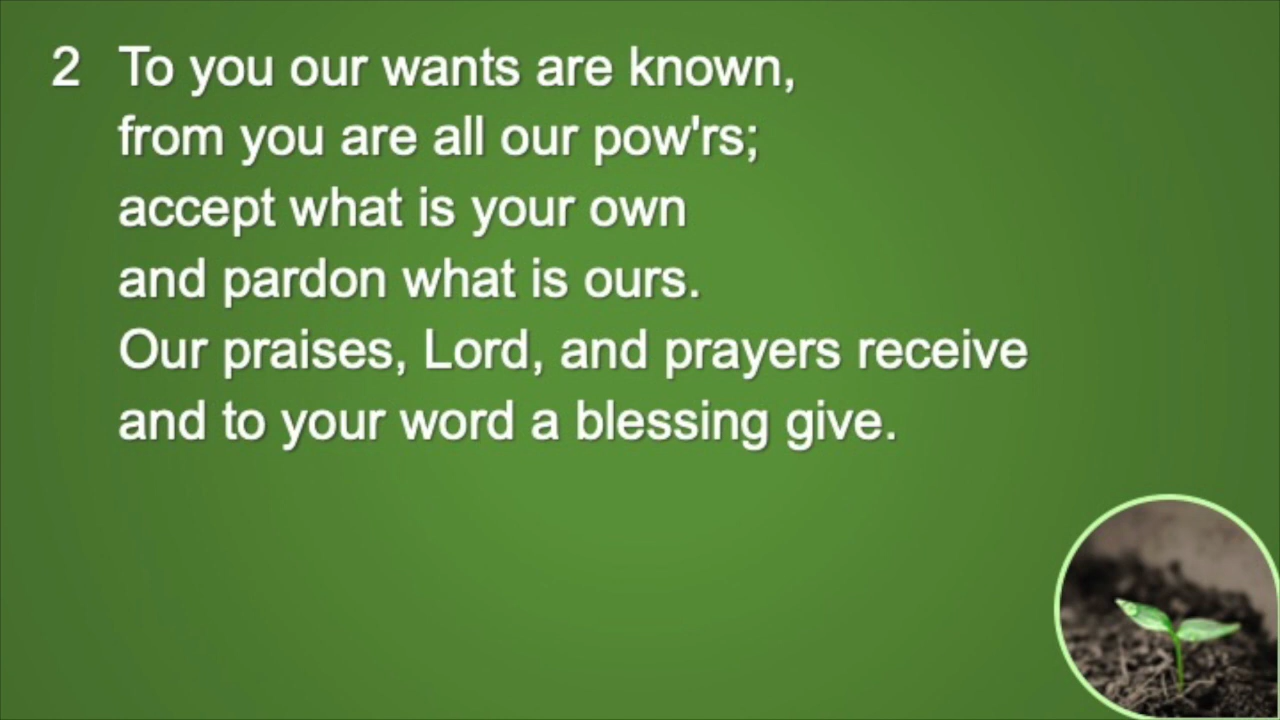 2 To you our wants are known,
from you are all our pow'rs;
accept what is your own
and pardon what is ours.
Our praises, Lord, and prayers receive
and to your word a blessing give.